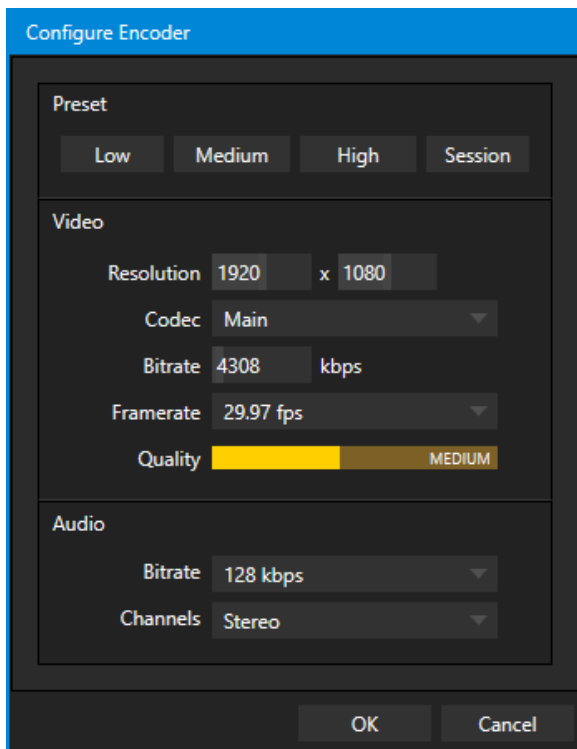 Configure Encoder
Preset
Low Medium High Session
Video
Resolution 1920 x 1080
Codec Main
Bitrate 4308 kbps
Framerate 29.97 fps
Quality MEDIUM
Audio
Bitrate 128 kbps
Channels Stereo
OK Cancel